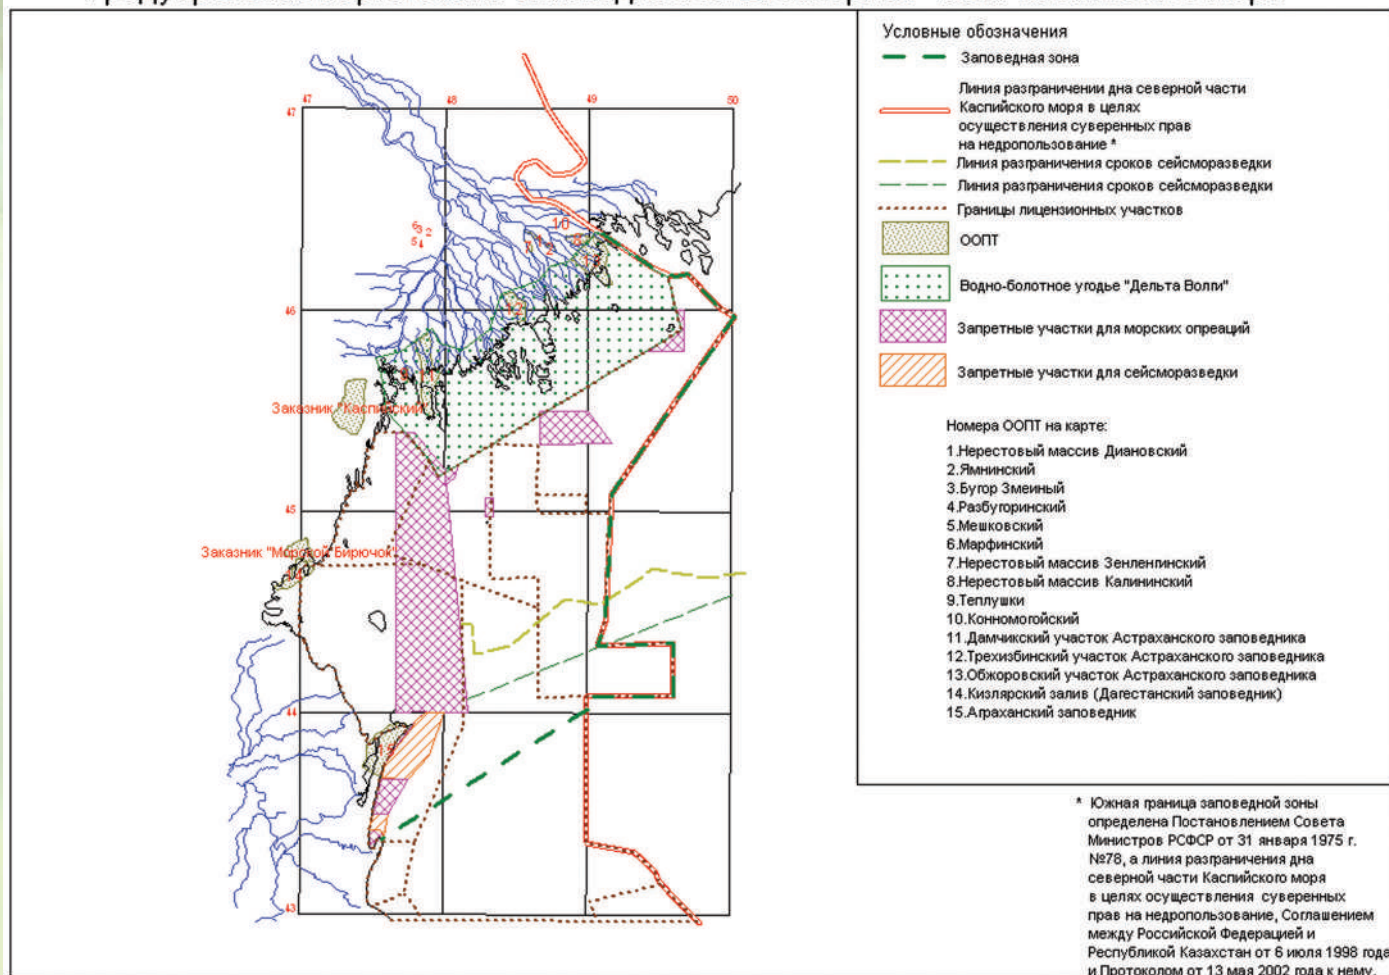 Условные обозначения
Заповедная зона
Линия разграничении дна северной части
Каспийского моря в целях
осуществления суверенных прав
на недропользование *
Линия разграничения сроков сейсморазведки
Линия разграничения сроков сейсморазведки
Границы лицензионных участков
ООПТ
Водно-болотное угодье "Дельта Волги"
Запретные участки для морских опреаций
Запретные участки для сейсморазведки
Номера ООПТ на карте:
1.Нерестовый массив Диановский
2.Ямнинский
3.Бугор Змеиный
4.Разбугоринский
5.Мешковский
6.Марфинский
7.Нерестовый массив Зенленгинский
8.Нерестовый массив Калининский
9.Теплушки
10.Конномогойский
11.Дамчикский участок Астраханского заповедника
12.Трехизбинский участок Астраханского заповедника
13.Обжоровский участок Астраханского заповедника
14.Кизлярский залив (Дагестанский заповедник)
15.Аграханский заповедник
* Южная граница заповедной зоны
определена Постановлением Совета
Министров РСФСР от 31 января 1975 г.
№78, а линия разграничения дна
северной части Каспийского моря
в целях осуществления суверенных
прав на недропользование, Соглашением
между Российской Федерацией и
Республикой Казахстан от 6 июля 1998 года
и Протоколом от 13 мая 2002 года к нему.
47 48 49 50
47
46
45
44
43
10
12
11
Заказник "Каспийский"
Заказник "Морской Бирючок"